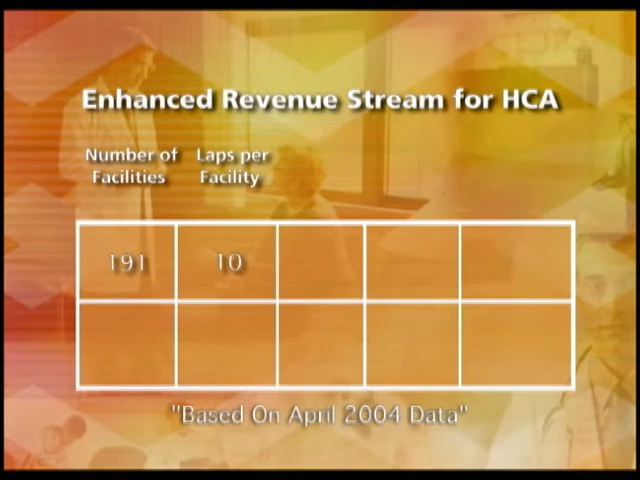 Enhanced Revenue Stream for HCA
Number of Laps per
Facilities Facility
191 10
"Based On April 2004 Data"